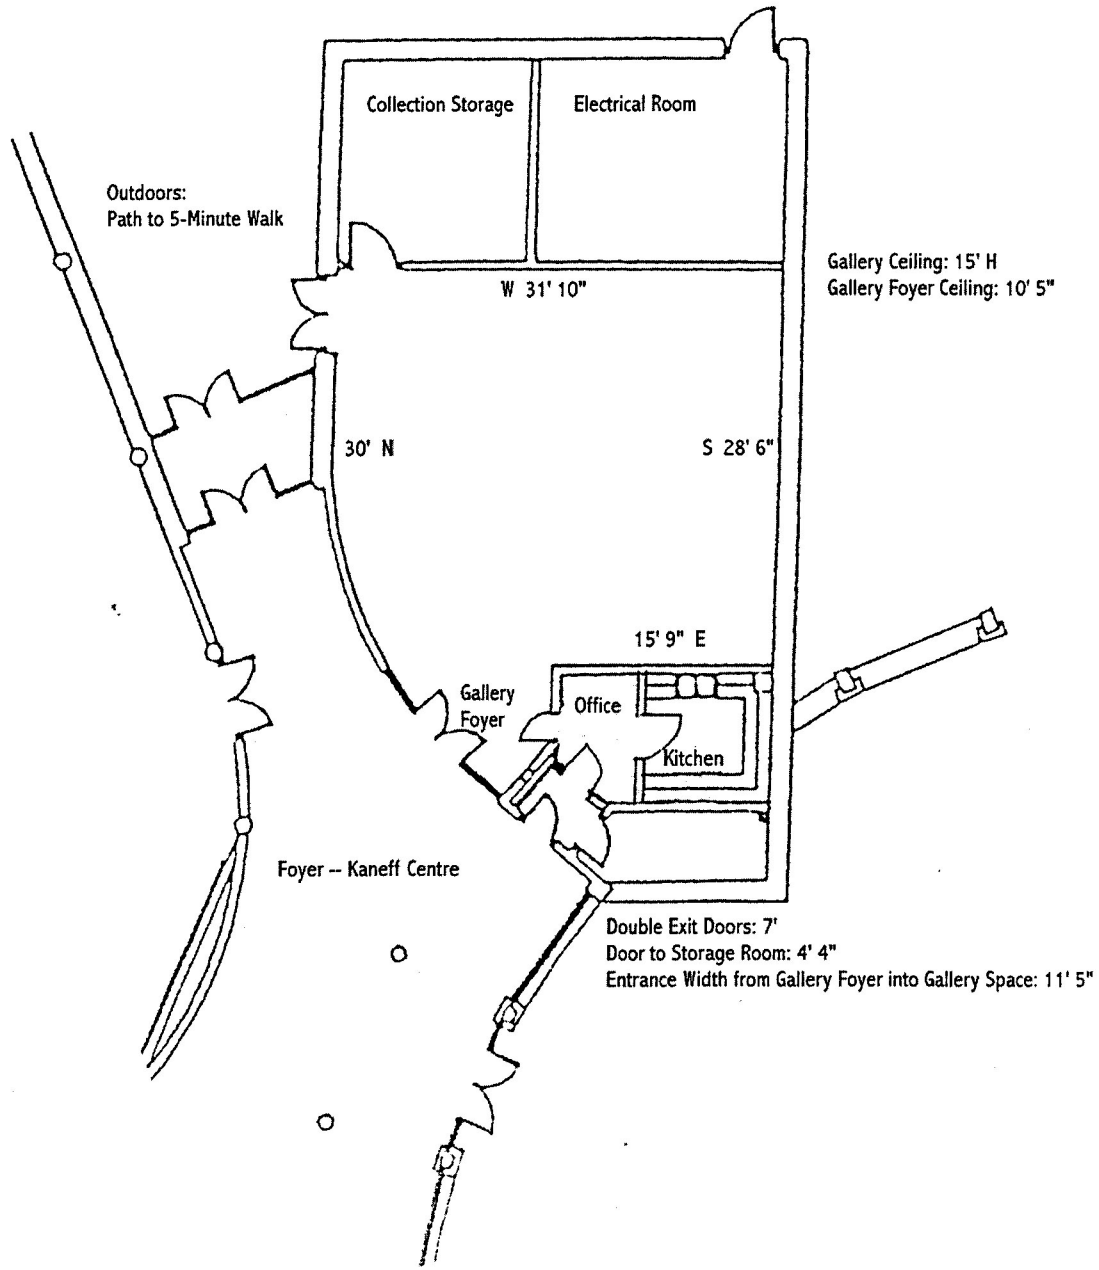 Collection Storage
Electrical Room
Outdoors:
Path to 5-Minute Walk
Gallery Ceiling: 15' H
Gallery Foyer Ceiling: 10' 5"
W 31' 10"
30' N
S 28' 6"
15' 9" E
Gallery
Foyer
Office
Kitchen
Foyer -- Kaneff Centre
Double Exit Doors: 7'
Door to Storage Room: 4' 4"
Entrance Width from Gallery Foyer into Gallery Space: 11' 5"